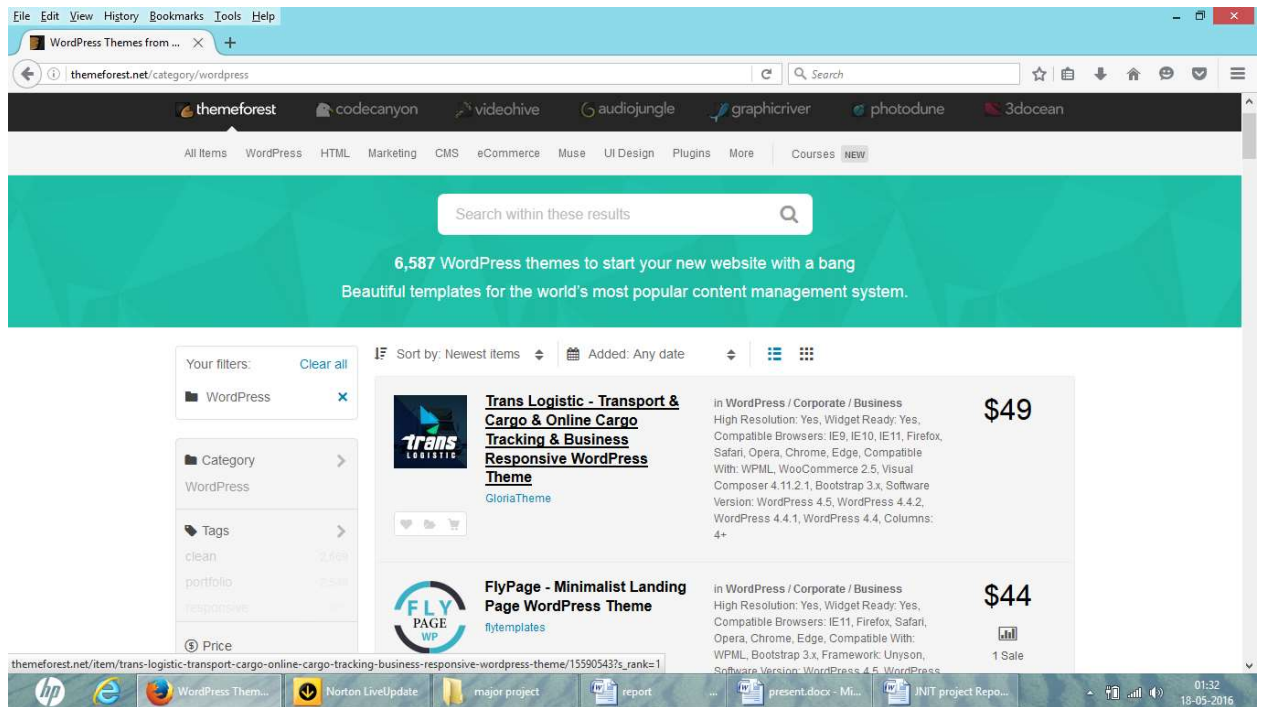 File Edit View History Bookmarks Tools Help
WordPress Themes from ...
themeforest.net/category/wordpress
Search
themeforest codecanyon videohive audiojungle graphicriver photodune 3docean
All Items WordPress HTML Marketing CMS eCommerce Muse UI Design Plugins More Courses NEW
Search within these results
6,587 WordPress themes to start your new website with a bang
Beautiful templates for the world's most popular content management system.
Your filters: Clear all
WordPress
Category
WordPress
Tags
clean
portfolio
responsive
Price
Sort by: Newest items Added: Any date
trans
LOGISTIC
Trans Logistic - Transport &
Cargo & Online Cargo
Tracking & Business
Responsive WordPress
Theme
GloriaTheme
in WordPress / Corporate / Business
High Resolution: Yes, Widget Ready: Yes,
Compatible Browsers: IE9, IE10, IE11, Firefox,
Safari, Opera, Chrome, Edge, Compatible
With: WPML, WooCommerce 2.5, Visual
Composer 4.11.2.1, Bootstrap 3.x, Software
Version: WordPress 4.5, WordPress 4.4.2,
WordPress 4.4.1, WordPress 4.4, Columns:
4+
$49
FLY
PAGE
WP
FlyPage - Minimalist Landing
Page WordPress Theme
flytemplates
in WordPress / Corporate / Business
High Resolution: Yes, Widget Ready: Yes,
Compatible Browsers: IE11, Firefox, Safari,
Opera, Chrome, Edge, Compatible With:
WPML, Bootstrap 3.x, Framework: Unyson,
Software Version: WordPress 4.5, WordPress
$44
1 Sale
themeforest.net/item/trans-logistic-transport-cargo-online-cargo-tracking-business-responsive-wordpress-theme/15590543?s_rank=1
hp
WordPress Them...
Norton LiveUpdate
major project
report
...
present.docx - Mi...
JNIT project Repo...
01:32
18-05-2016